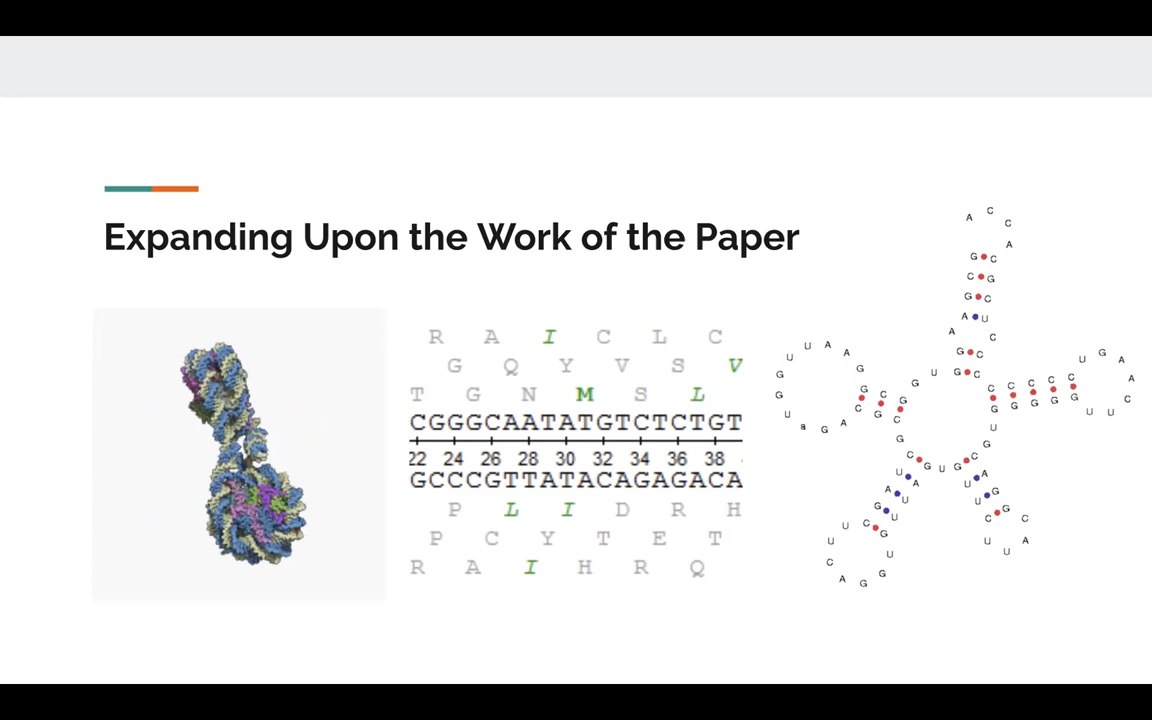 Expanding Upon the Work of the Paper
R A I C L C
G Q Y V S V
T G N M S L
CGGGCAATATGTCTCTGT
22 24 26 28 30 32 34 36 38
GCCCGTTATACAGAGACA
P L I D R H
P C Y T E T
R A I H R Q